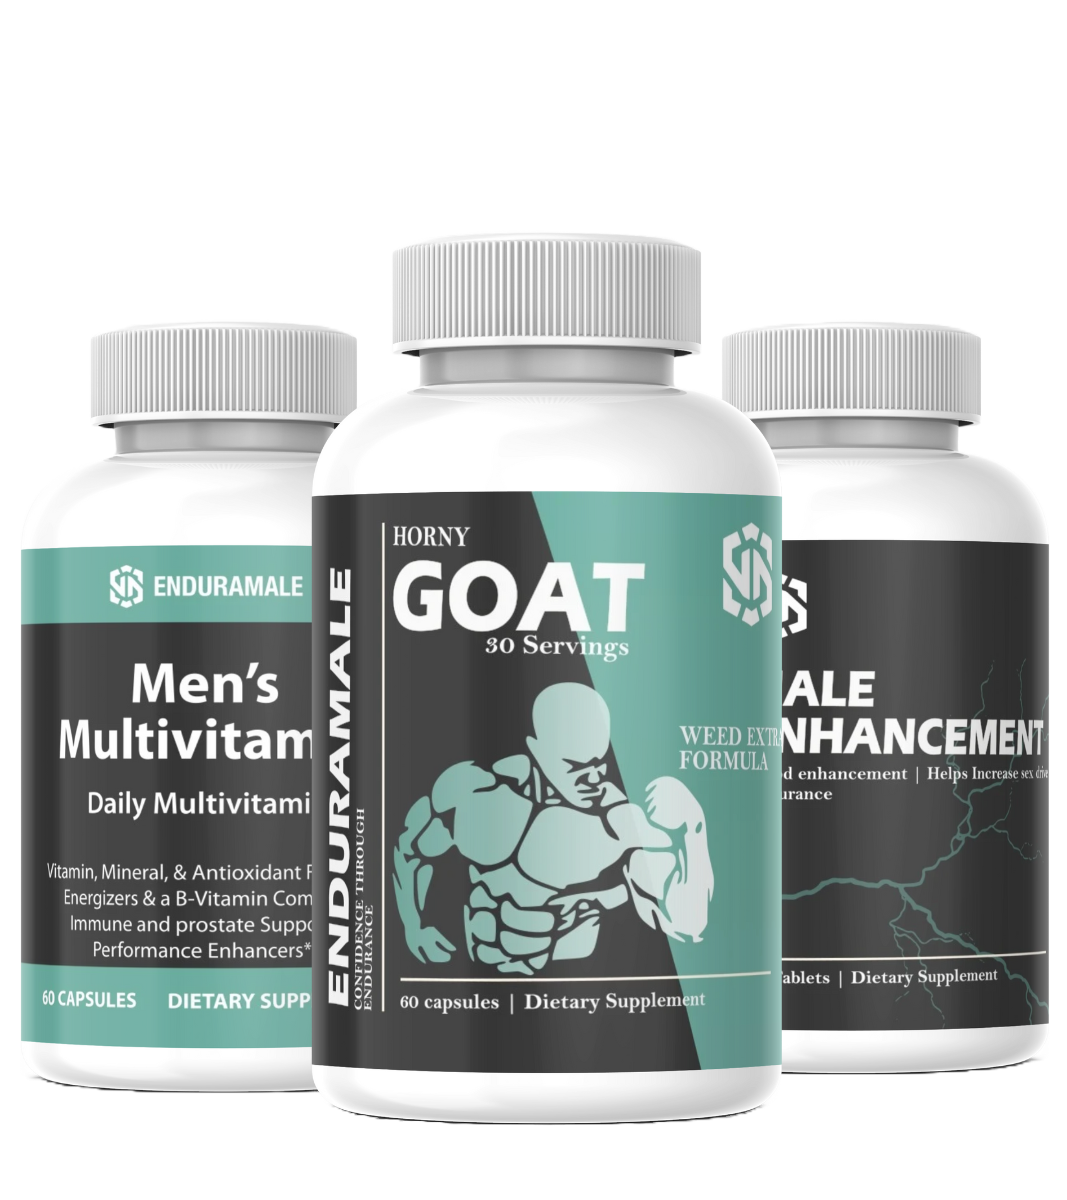 ENDURAMALE
Men's
Multivitam
Daily Multivitami
Vitamin, Mineral, & Antioxidant
Energizers & a B-Vitamin Com
Immune and prostate Suppo
Performance Enhancers*
60 CAPSULES DIETARY SUPP
ENDURAMALE
CONFIDENCE THROUGH
ENDURANCE
HORNY
GOAT
30 Servings
WEED EXTRA
FORMULA
60 capsules | Dietary Supplement
ALE
NHANCEMENT
d enhancement | Helps Increase sex drive
urance
ablets | Dietary Supplement